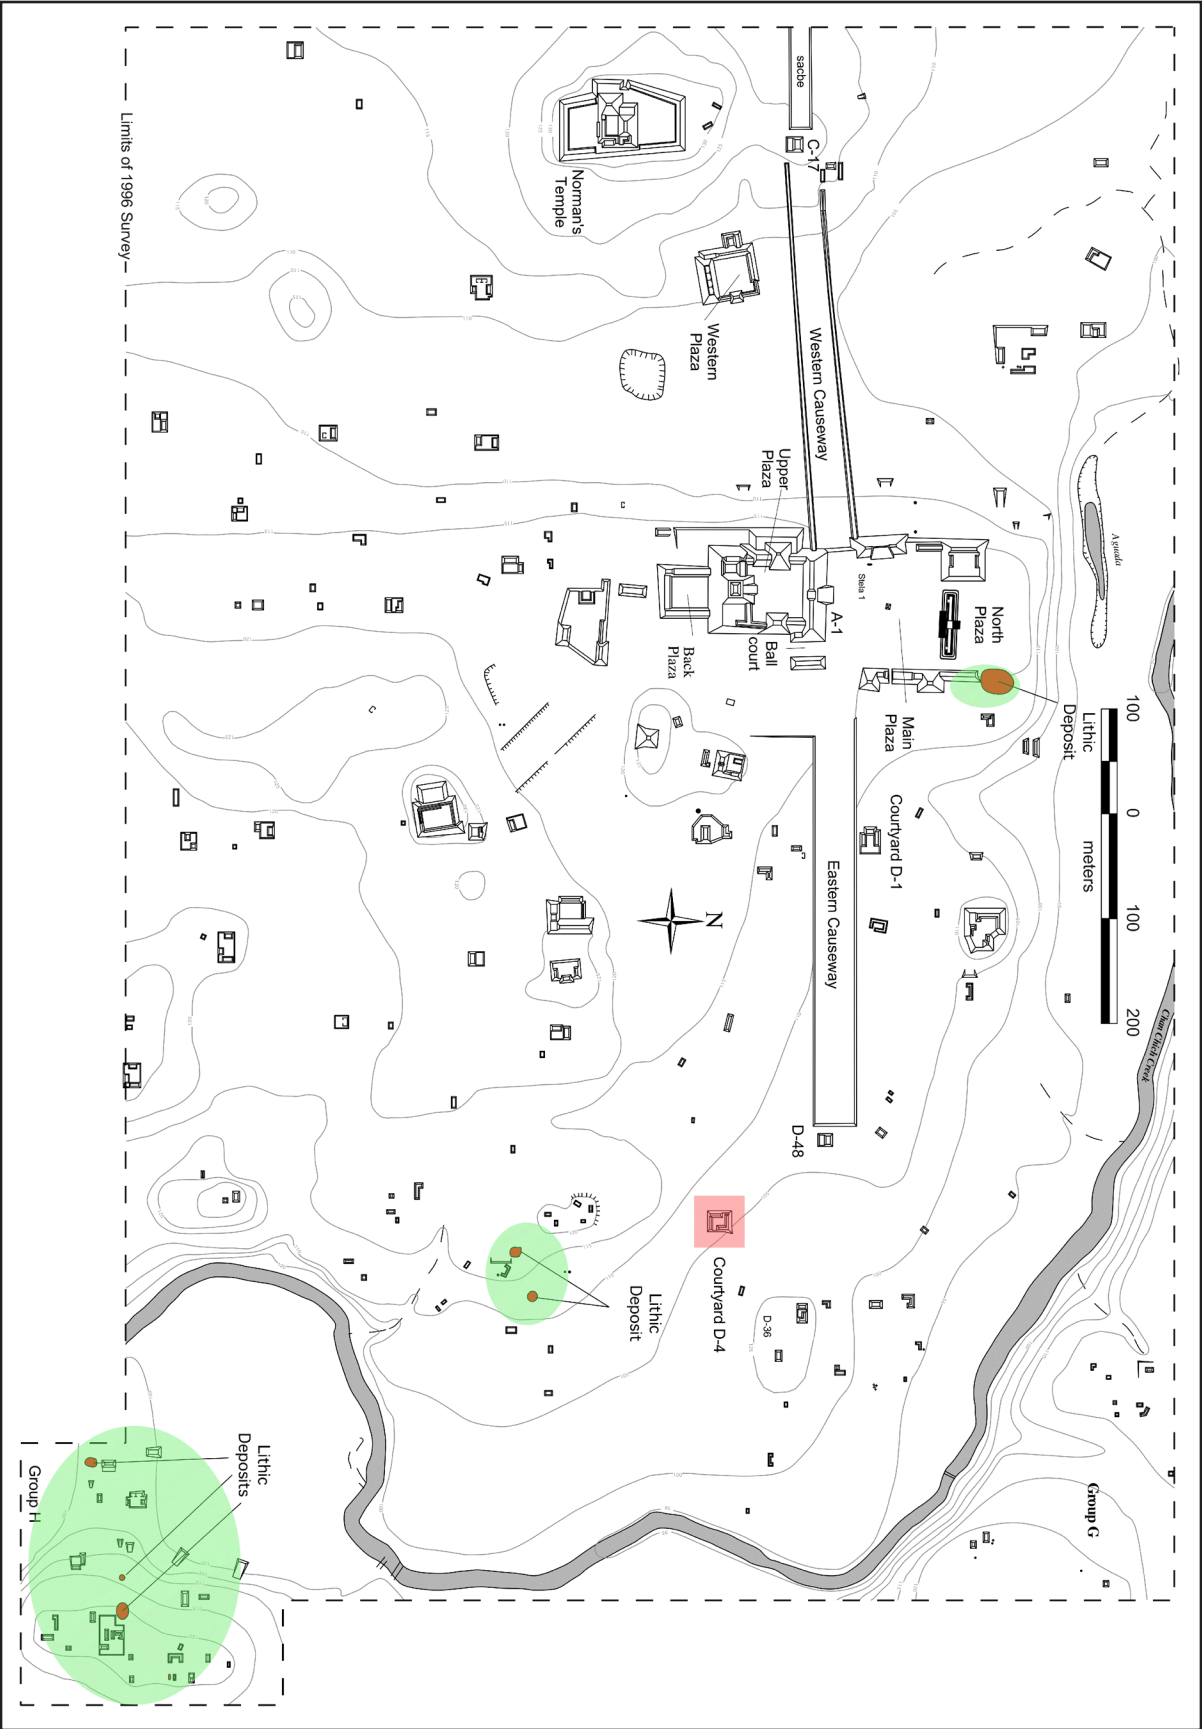 sacbe
C-17
Norman's
Temple
Limits of 1996 Survey
Western
Plaza
Western Causeway
Upper
Plaza
Aguada
Stela 1
A-1
North
Plaza
Ball
court
Back
Plaza
Main
Plaza
Lithic
Deposit
100
0
meters
100
200
Courtyard D-1
Eastern Causeway
N
Chan Chich Creek
D-48
Courtyard D-4
Lithic
Deposit
D-36
Lithic
Deposits
Group H
Group G